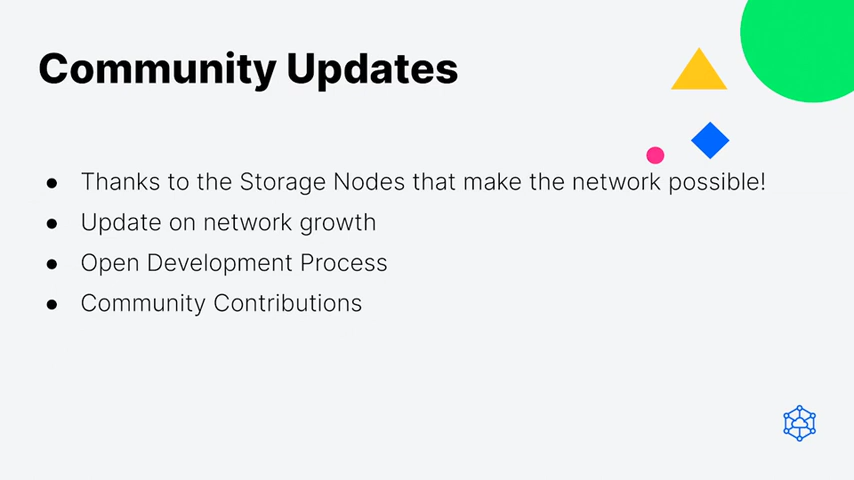 Community Updates
● Thanks to the Storage Nodes that make the network possible!
● Update on network growth
● Open Development Process
● Community Contributions